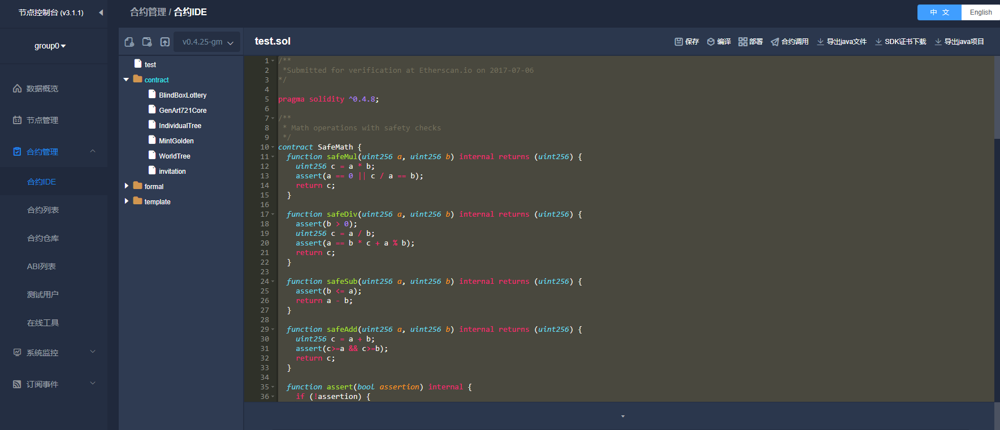 节点控制台 (v3.1.1)
group0
数据概览
节点管理
合约管理
合约IDE
合约列表
合约仓库
ABI列表
测试用户
在线工具
系统监控
订阅事件
合约管理 / 合约IDE
中 文
English
v0.4.25-gm
test
contract
BlindBoxLottery
GenArt721Core
IndividualTree
MintGolden
WorldTree
invitation
formal
template
test.sol
保存 编译 部署 合约调用 导出java文件 SDK证书下载 导出java项目
1 /**
2 *Submitted for verification at Etherscan.io on 2017-07-06
3 */
4
5 pragma solidity ^0.4.8;
6
7 /**
8 * Math operations with safety checks
9 */
10 contract SafeMath {
11 function safeMul(uint256 a, uint256 b) internal returns (uint256) {
12 uint256 c = a * b;
13 assert(a == 0 || c / a == b);
14 return c;
15 }
16
17 function safeDiv(uint256 a, uint256 b) internal returns (uint256) {
18 assert(b > 0);
19 uint256 c = a / b;
20 assert(a == b * c + a % b);
21 return c;
22 }
23
24 function safeSub(uint256 a, uint256 b) internal returns (uint256) {
25 assert(b <= a);
26 return a - b;
27 }
28
29 function safeAdd(uint256 a, uint256 b) internal returns (uint256) {
30 uint256 c = a + b;
31 assert(c>=a && c>=b);
32 return c;
33 }
34
35 function assert(bool assertion) internal {
36 if (!assertion) {